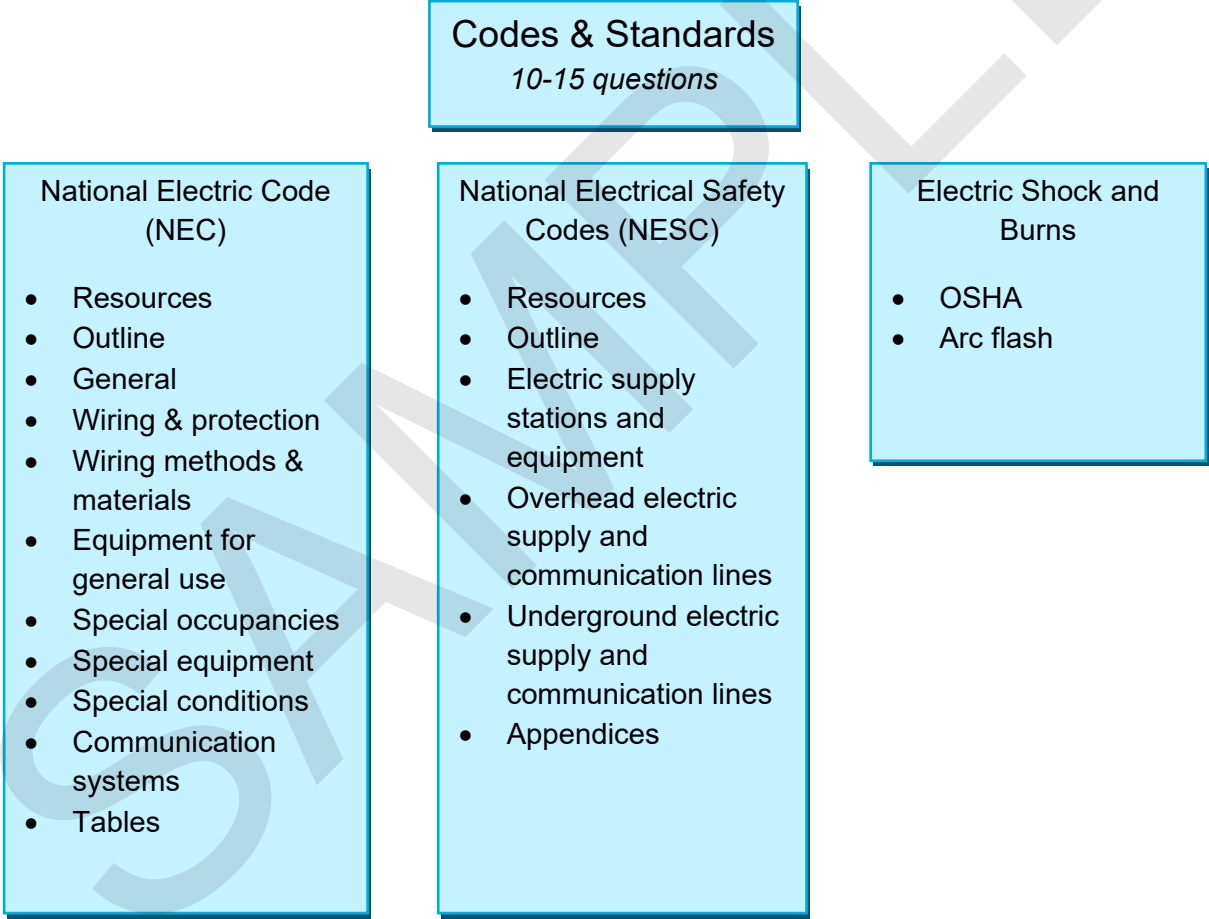 Codes & Standards
10-15 questions
National Electric Code
(NEC)
• Resources
• Outline
• General
• Wiring & protection
• Wiring methods &
materials
• Equipment for
general use
• Special occupancies
• Special equipment
• Special conditions
• Communication
systems
• Tables
National Electrical Safety
Codes (NESC)
• Resources
• Outline
• Electric supply
stations and
equipment
• Overhead electric
supply and
communication lines
• Underground electric
supply and
communication lines
• Appendices
Electric Shock and
Burns
• OSHA
• Arc flash
SAMPL